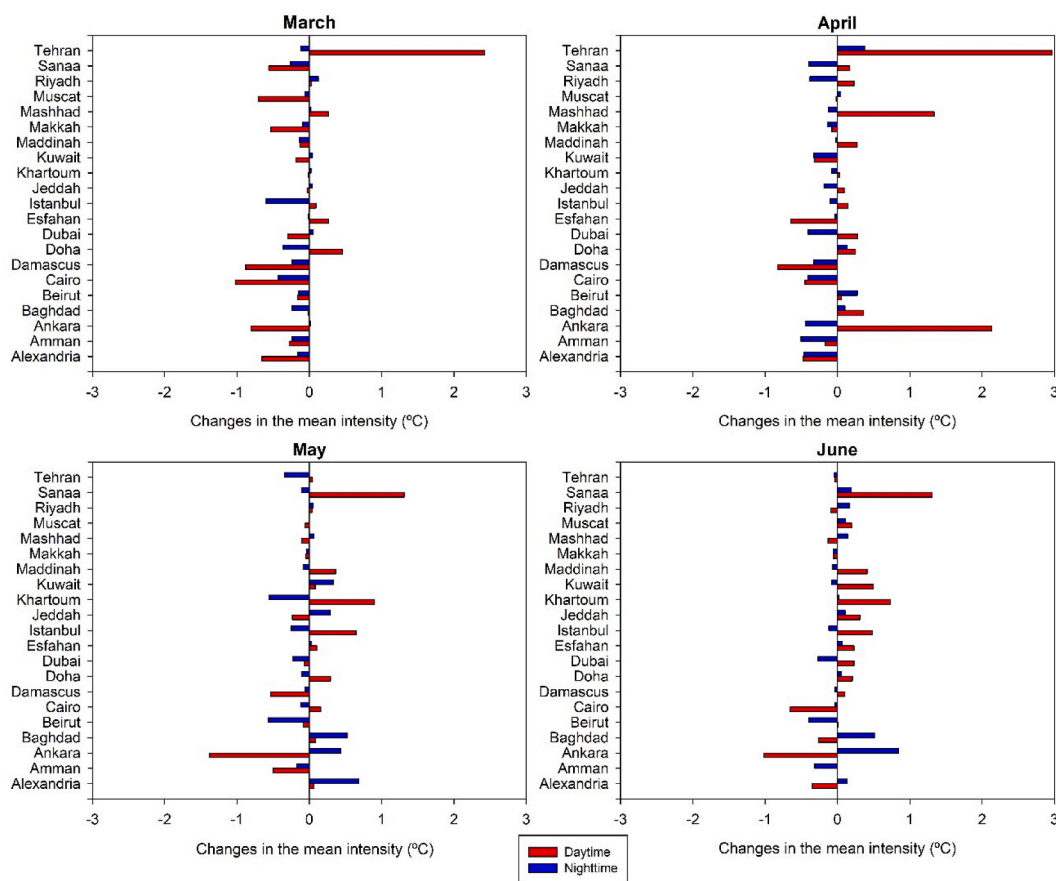 March
Tehran
Sanaa
Riyadh
Muscat
Mashhad
Makkah
Maddinah
Kuwait
Khartoum
Jeddah
Istanbul
Esfahan
Dubai
Doha
Damascus
Cairo
Beirut
Baghdad
Ankara
Amman
Alexandria
-3 -2 -1 0 1 2 3
Changes in the mean intensity (ºC)
April
Tehran
Sanaa
Riyadh
Muscat
Mashhad
Makkah
Maddinah
Kuwait
Khartoum
Jeddah
Istanbul
Esfahan
Dubai
Doha
Damascus
Cairo
Beirut
Baghdad
Ankara
Amman
Alexandria
-3 -2 -1 0 1 2 3
Changes in the mean intensity (ºC)
May
Tehran
Sanaa
Riyadh
Muscat
Mashhad
Makkah
Maddinah
Kuwait
Khartoum
Jeddah
Istanbul
Esfahan
Dubai
Doha
Damascus
Cairo
Beirut
Baghdad
Ankara
Amman
Alexandria
-3 -2 -1 0 1 2 3
Changes in the mean intensity (ºC)
June
Tehran
Sanaa
Riyadh
Muscat
Mashhad
Makkah
Maddinah
Kuwait
Khartoum
Jeddah
Istanbul
Esfahan
Dubai
Doha
Damascus
Cairo
Beirut
Baghdad
Ankara
Amman
Alexandria
-3 -2 -1 0 1 2 3
Changes in the mean intensity (ºC)
Daytime
Nighttime